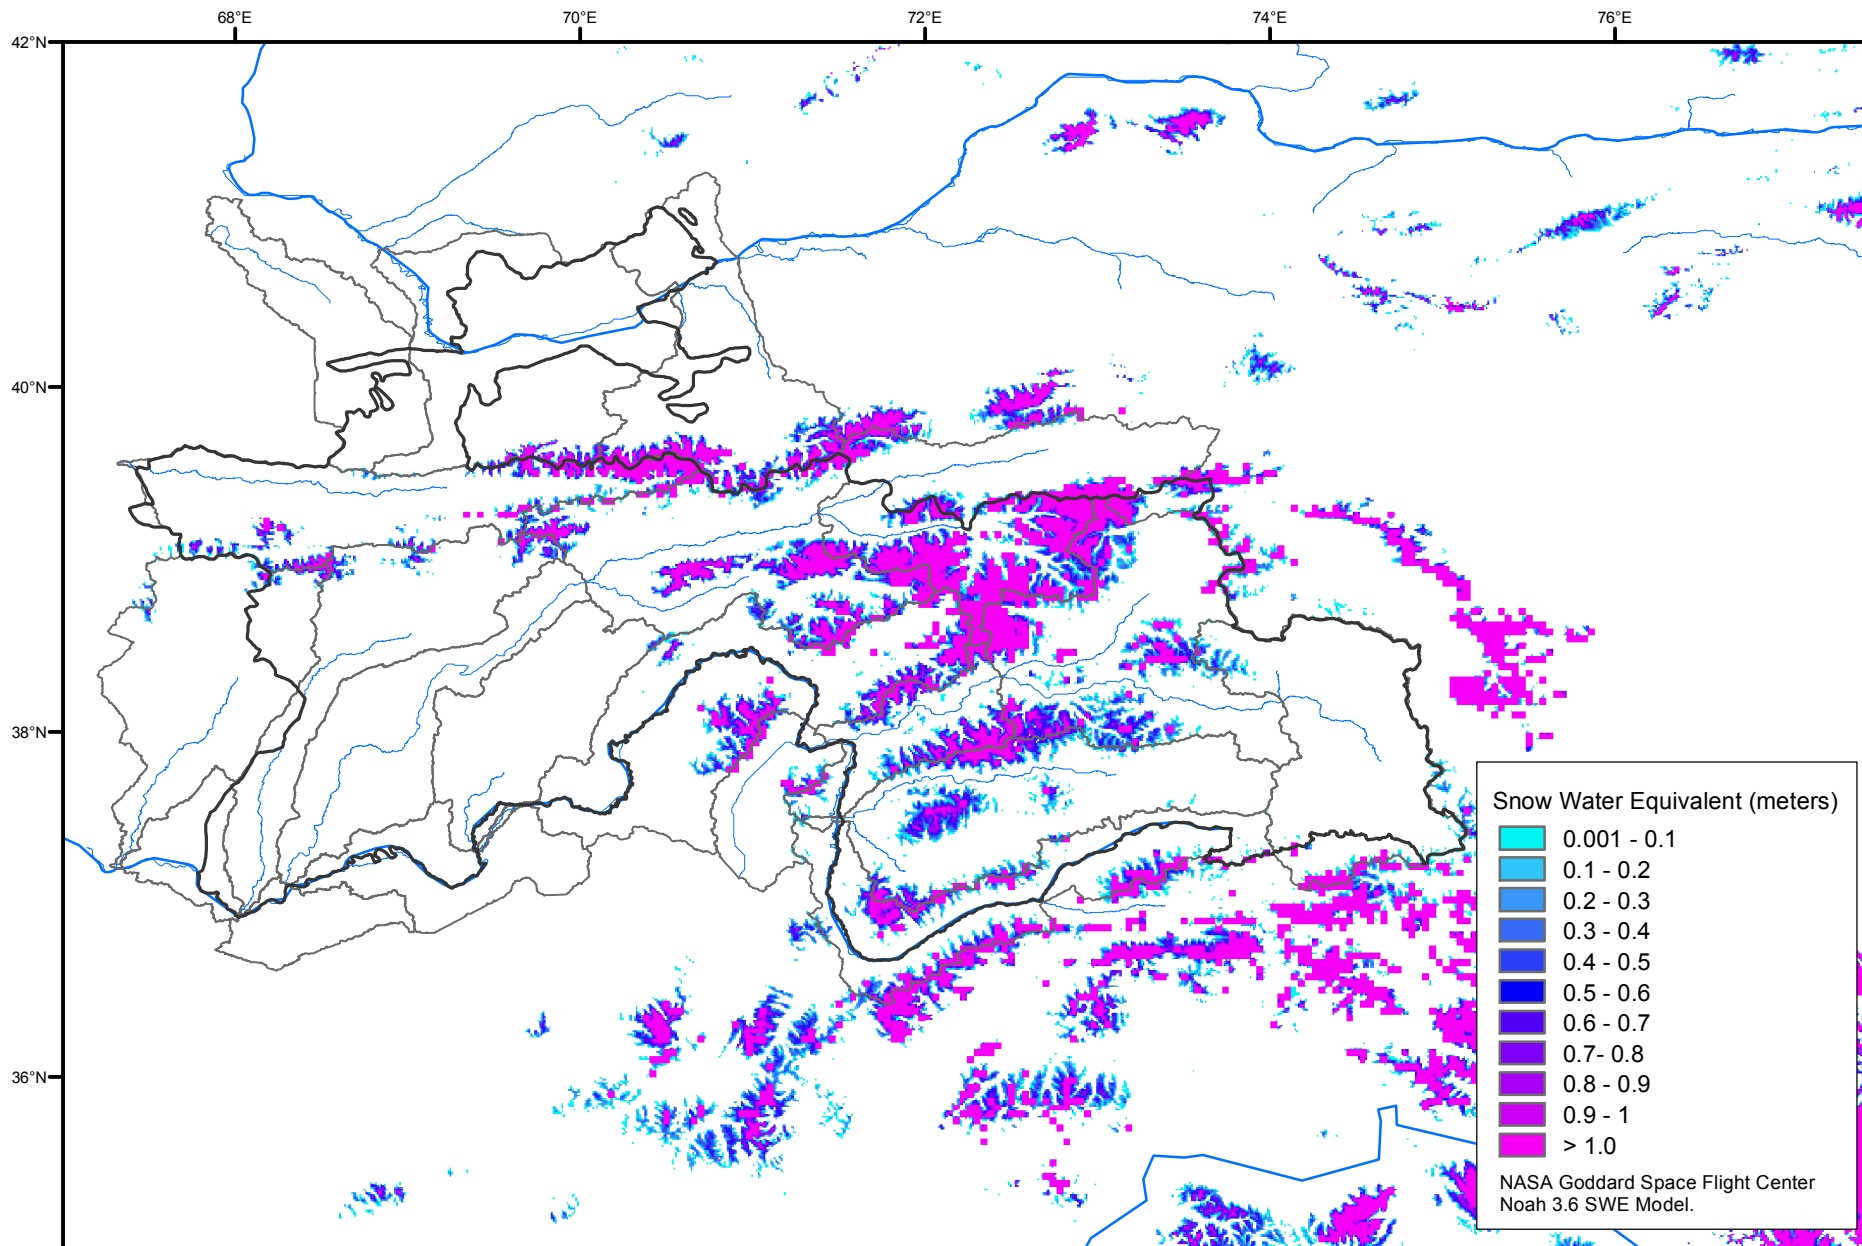 68°E
70°E
72°E
74°E
76°E
42°N
40°N
38°N
36°N
Snow Water Equivalent (meters)
0.001 - 0.1
0.1 - 0.2
0.2 - 0.3
0.3 - 0.4
0.4 - 0.5
0.5 - 0.6
0.6 - 0.7
0.7- 0.8
0.8 - 0.9
0.9 - 1
> 1.0
NASA Goddard Space Flight Center
Noah 3.6 SWE Model.